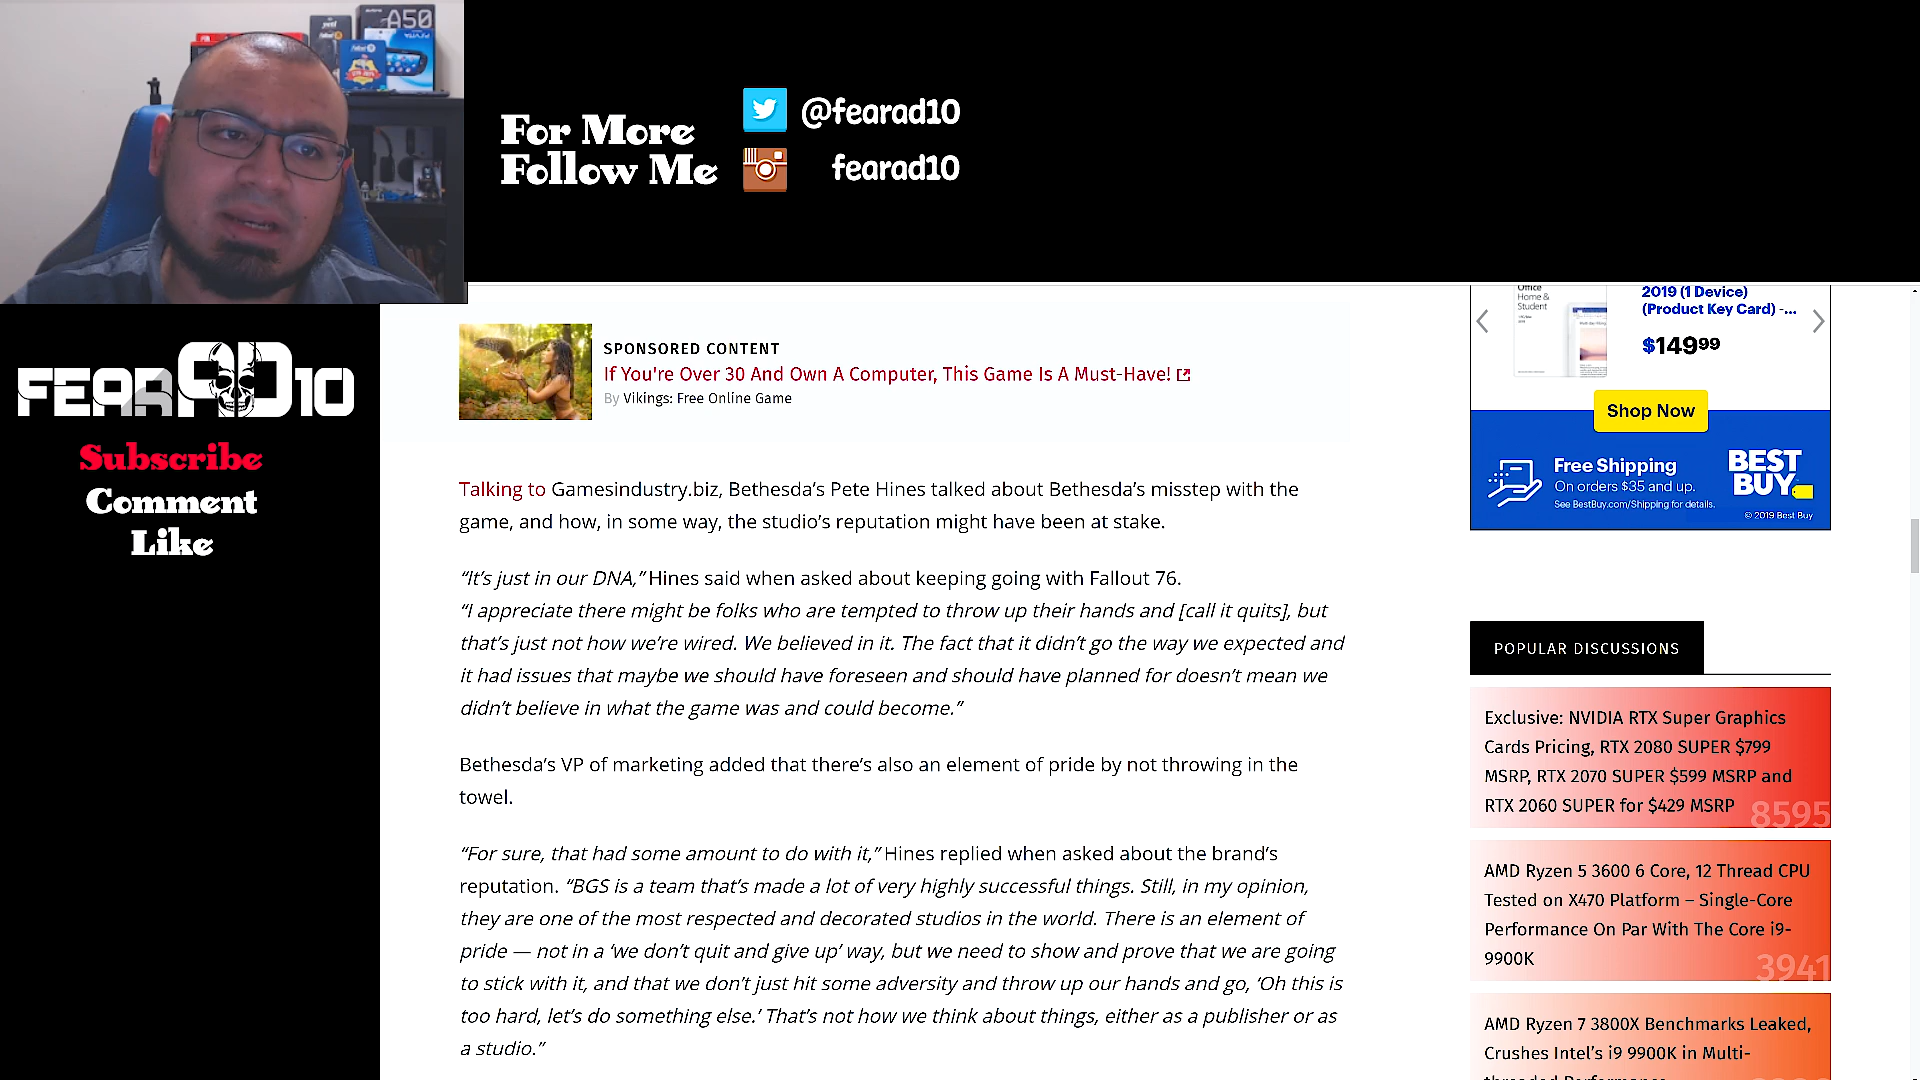 A50
yeti
PSVITA
For More
Follow Me
@fearad10
fearad10
FEARAD10
Subscribe
Comment
Like
SPONSORED CONTENT
If You're Over 30 And Own A Computer, This Game Is A Must-Have!
By Vikings: Free Online Game
Talking to Gamesindustry.biz, Bethesda’s Pete Hines talked about Bethesda’s misstep with the
game, and how, in some way, the studio’s reputation might have been at stake.
“It’s just in our DNA,” Hines said when asked about keeping going with Fallout 76.
“I appreciate there might be folks who are tempted to throw up their hands and [call it quits], but
that’s just not how we’re wired. We believed in it. The fact that it didn’t go the way we expected and
it had issues that maybe we should have foreseen and should have planned for doesn’t mean we
didn’t believe in what the game was and could become.”
Bethesda’s VP of marketing added that there’s also an element of pride by not throwing in the
towel.
“For sure, that had some amount to do with it,” Hines replied when asked about the brand’s
reputation. “BGS is a team that’s made a lot of very highly successful things. Still, in my opinion,
they are one of the most respected and decorated studios in the world. There is an element of
pride — not in a ‘we don’t quit and give up’ way, but we need to show and prove that we are going
to stick with it, and that we don’t just hit some adversity and throw up our hands and go, ‘Oh this is
too hard, let’s do something else.’ That’s not how we think about things, either as a publisher or as
a studio.”
Office
Home &
Student
2019 (1 Device)
(Product Key Card) -...
$149⁹⁹
Shop Now
Free Shipping
On orders $35 and up.
See BestBuy.com/Shipping for details.
BEST
BUY
© 2019 Best Buy
POPULAR DISCUSSIONS
Exclusive: NVIDIA RTX Super Graphics
Cards Pricing, RTX 2080 SUPER $799
MSRP, RTX 2070 SUPER $599 MSRP and
RTX 2060 SUPER for $429 MSRP
8595
AMD Ryzen 5 3600 6 Core, 12 Thread CPU
Tested on X470 Platform – Single-Core
Performance On Par With The Core i9-
9900K
3941
AMD Ryzen 7 3800X Benchmarks Leaked,
Crushes Intel’s i9 9900K in Multi-
threaded Performance